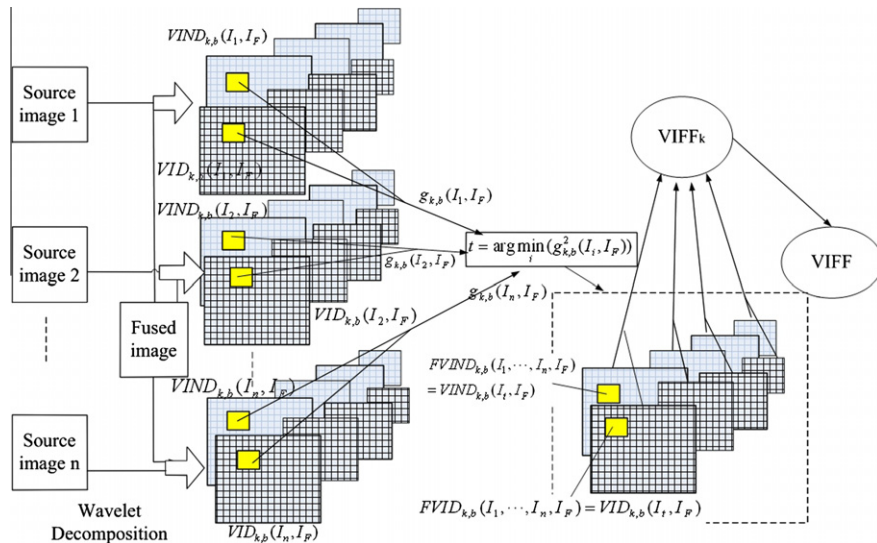 VIND_{k,b}(I_1, I_F)
Source
image 1
VID_{k,b}(I_1, I_F)
VIND_{k,b}(I_2, I_F)
Source
image 2
VID_{k,b}(I_2, I_F)
Fused
image
VIND_{k,b}(I_n, I_F)
Source
image n
VID_{k,b}(I_n, I_F)
Wavelet
Decomposition
g_{k,b}(I_1, I_F)
g_{k,b}(I_2, I_F)
g_{k,b}(I_n, I_F)
t = arg min_i (g^2_{k,b}(I_i, I_F))
VIFF_k
VIFF
FVIND_{k,b}(I_1, ⋯, I_n, I_F)
= VIND_{k,b}(I_t, I_F)
FVID_{k,b}(I_1, ⋯, I_n, I_F) = VID_{k,b}(I_t, I_F)